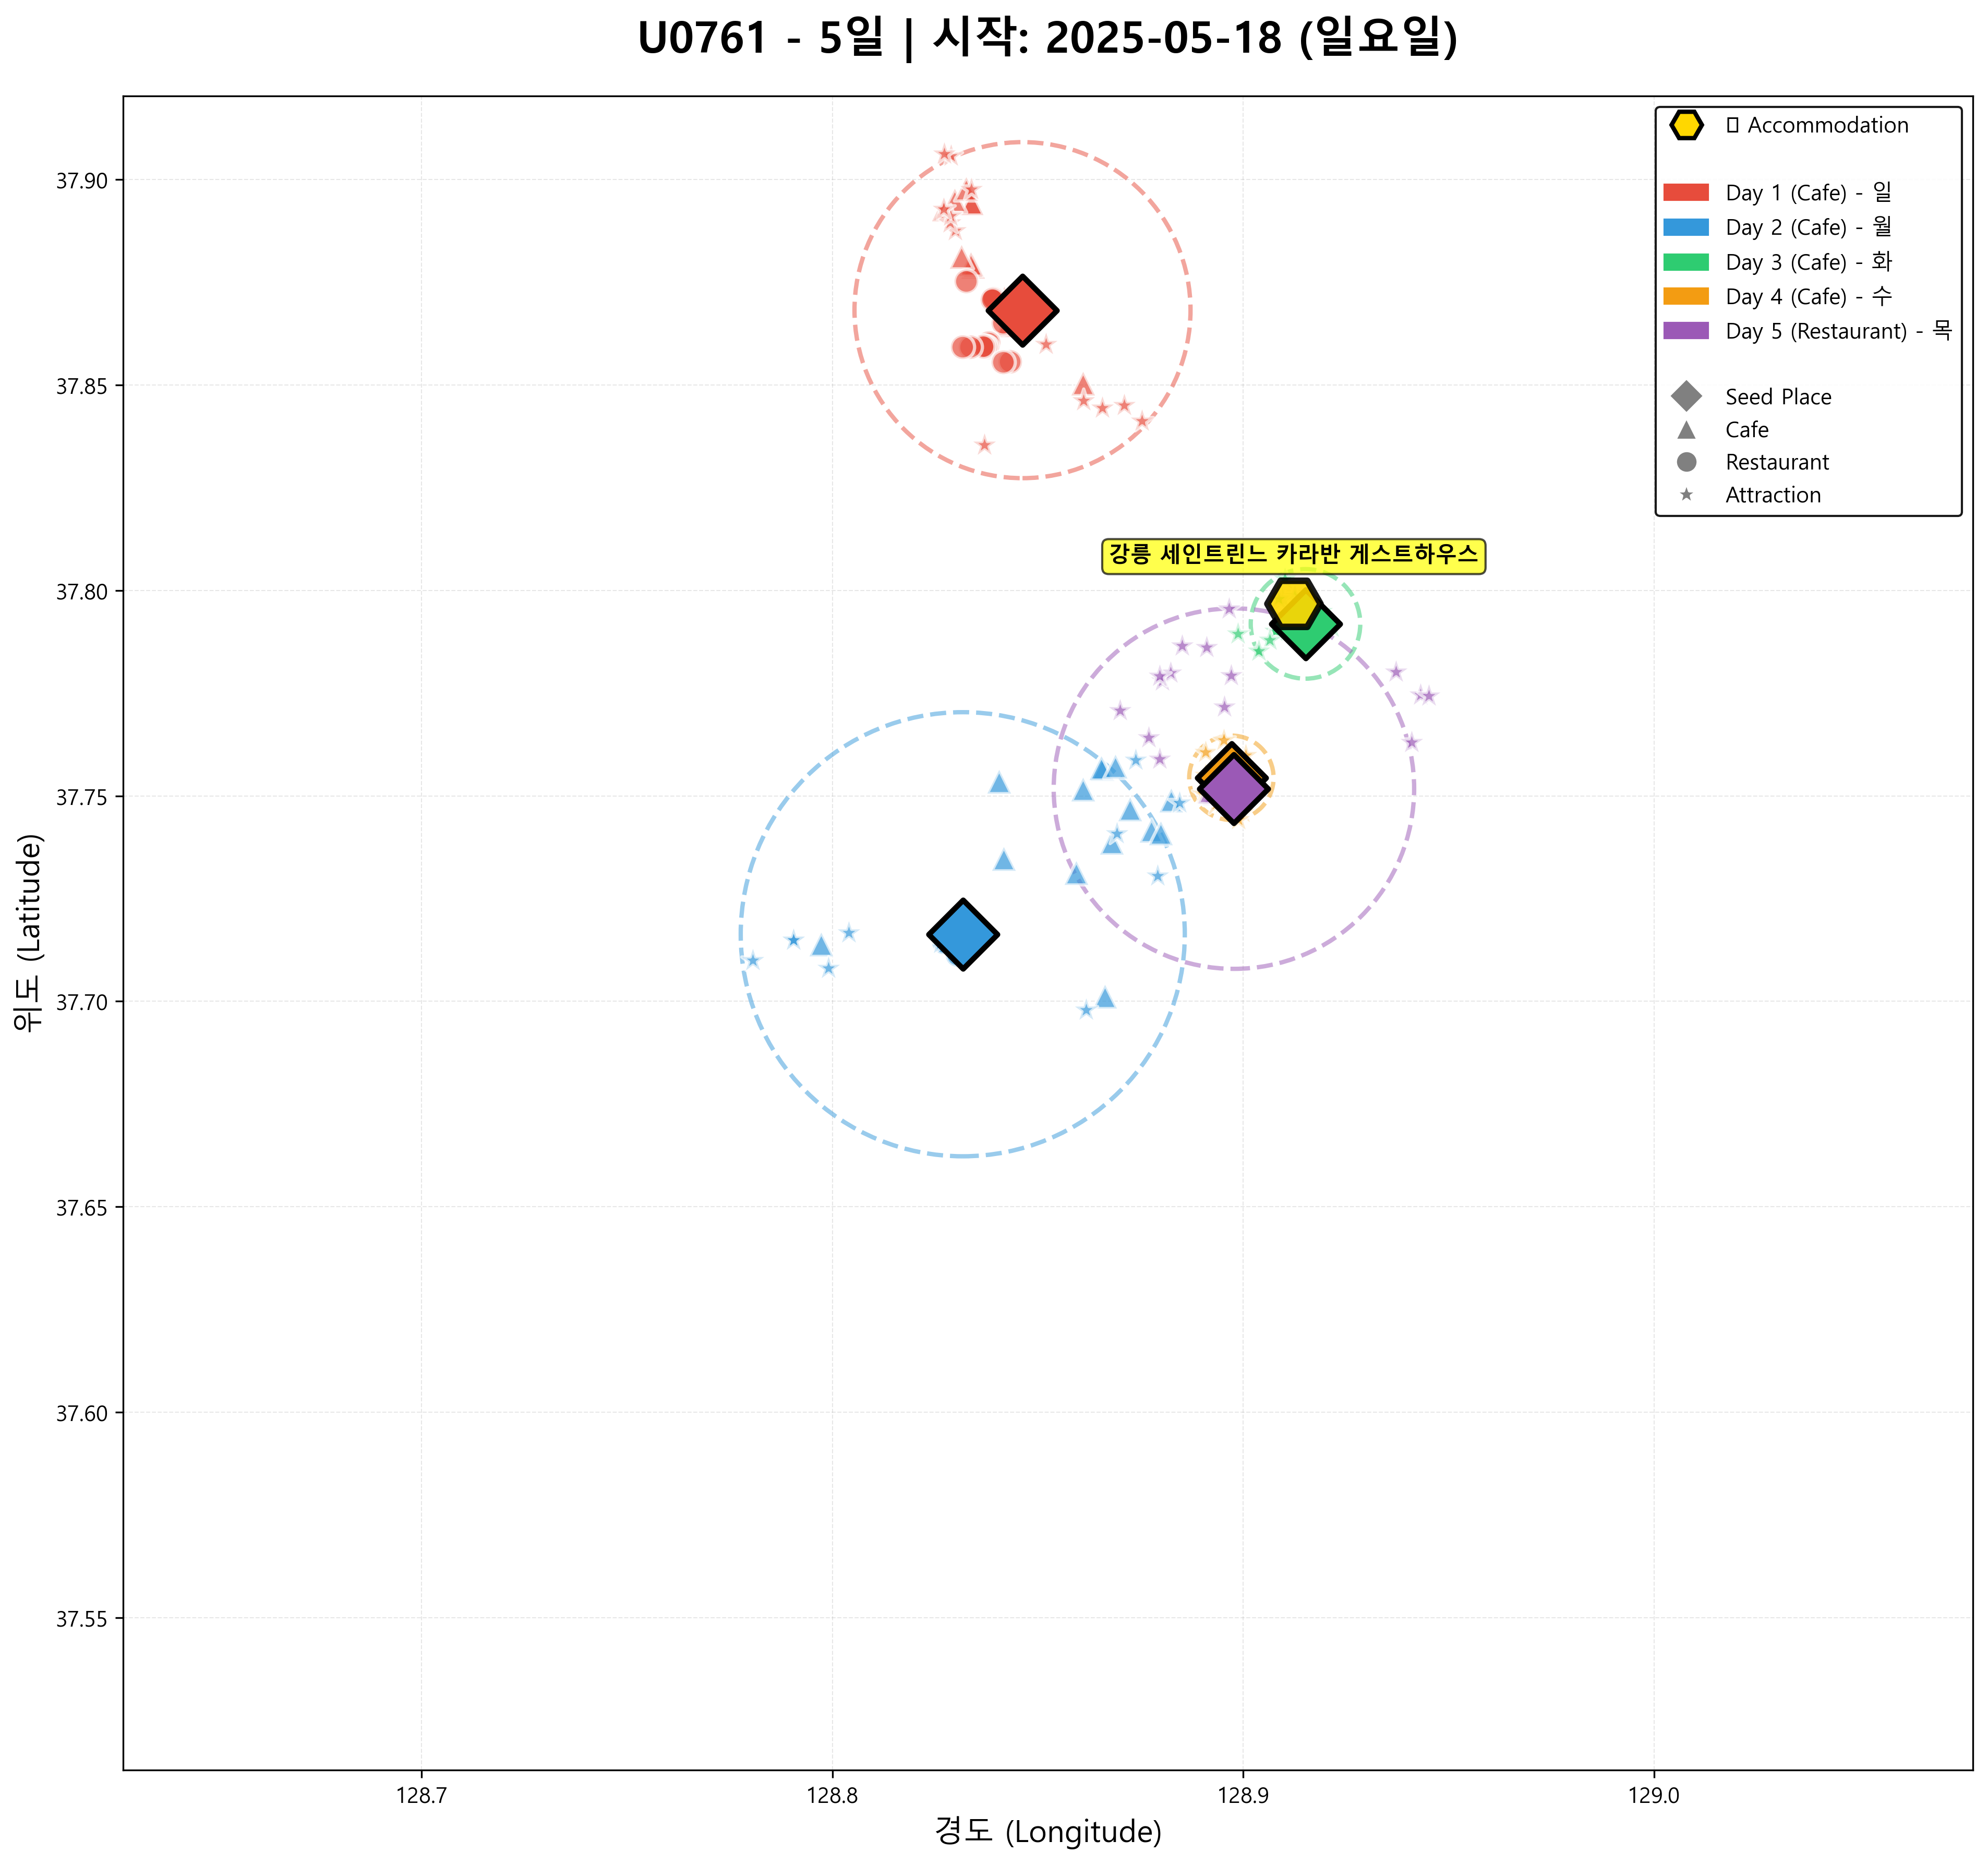 U0761 - 5일 | 시작: 2025-05-18 (일요일)
Accommodation
Day 1 (Cafe) - 일
Day 2 (Cafe) - 월
Day 3 (Cafe) - 화
Day 4 (Cafe) - 수
Day 5 (Restaurant) - 목
Seed Place
Cafe
Restaurant
Attraction
강릉 세인트린느 카라반 게스트하우스
37.90
37.85
37.80
37.75
37.70
37.65
37.60
37.55
위도 (Latitude)
128.7
128.8
128.9
129.0
경도 (Longitude)